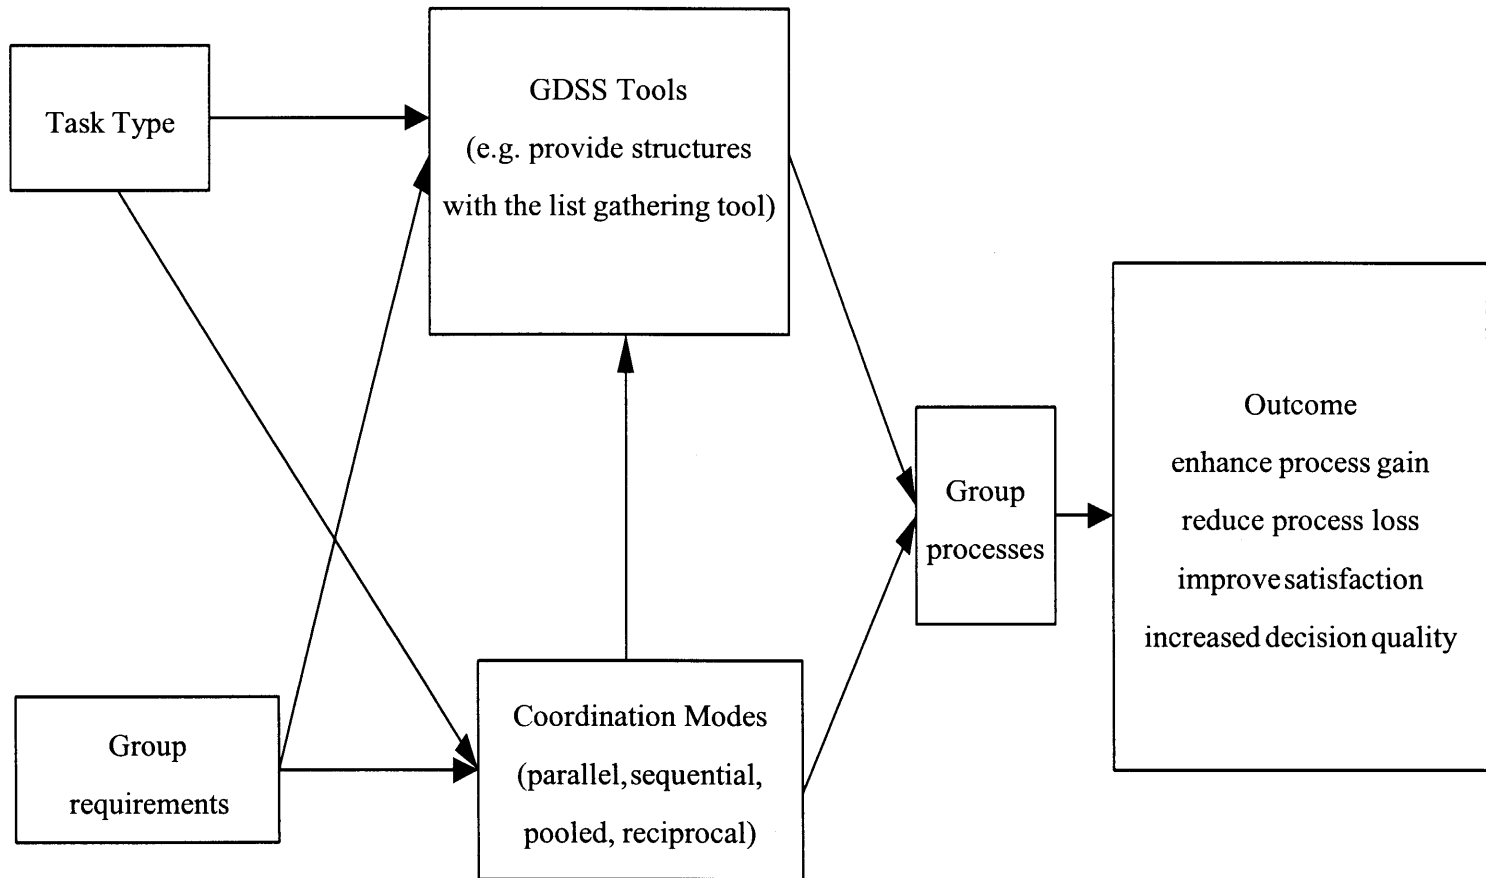 Task Type
GDSS Tools
(e.g. provide structures
with the list gathering tool)
Group
requirements
Coordination Modes
(parallel, sequential,
pooled, reciprocal)
Group
processes
Outcome
enhance process gain
reduce process loss
improve satisfaction
increased decision quality